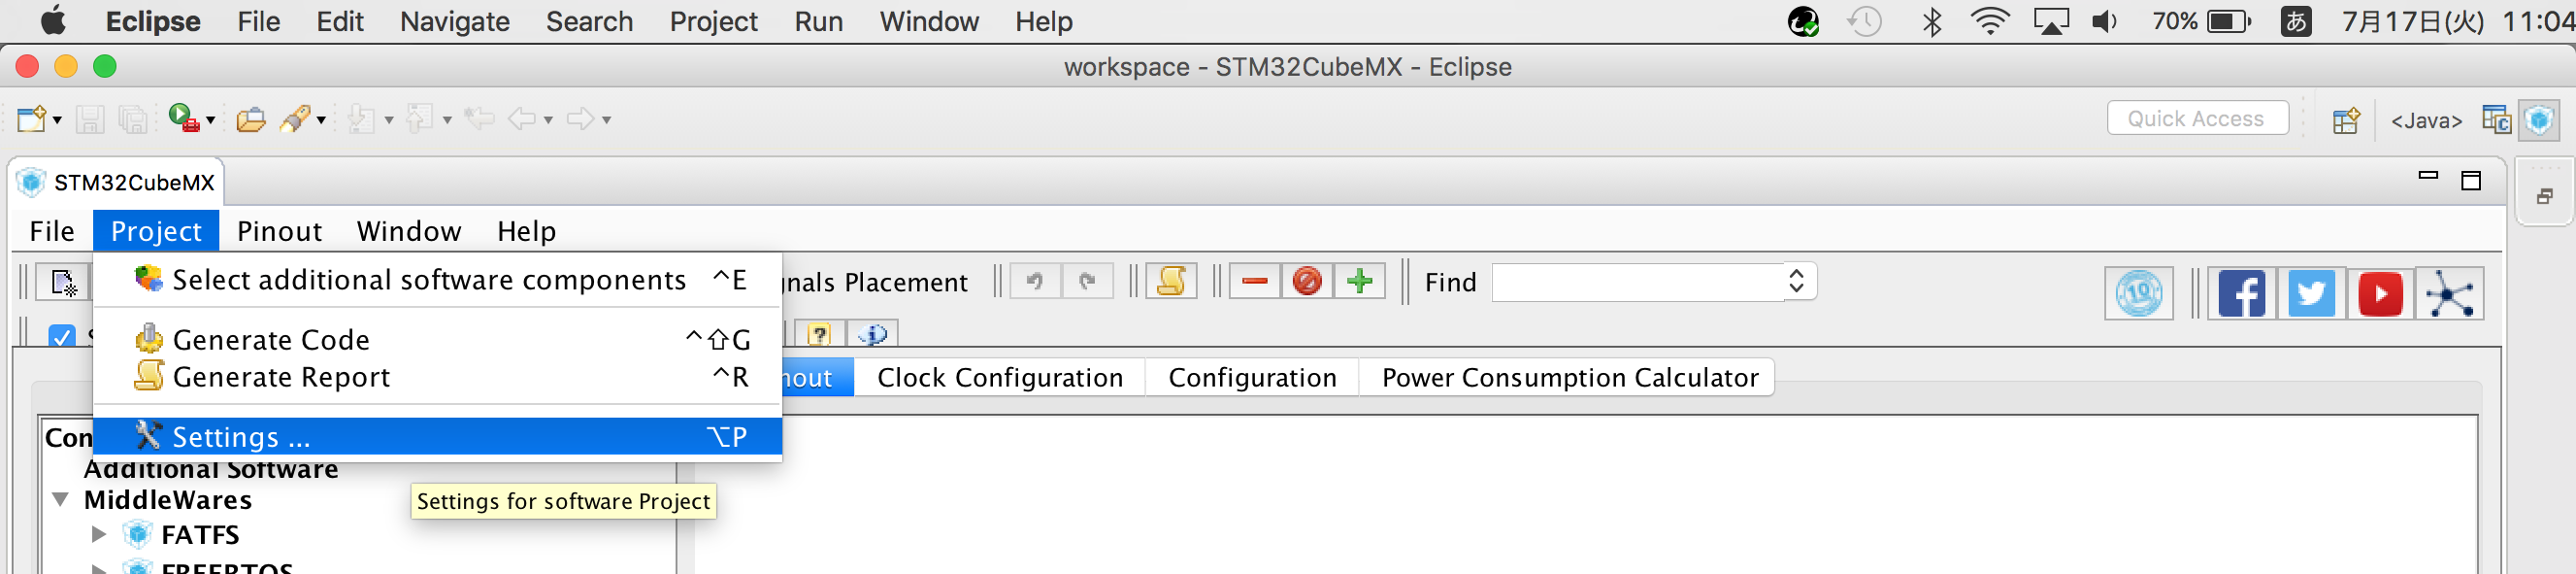 Eclipse File Edit Navigate Search Project Run Window Help 70% あ 7月17日(火) 11:04
workspace - STM32CubeMX - Eclipse
Quick Access <Java>
STM32CubeMX
File Project Pinout Window Help
Select additional software components ^E
nals Placement Find
Generate Code ^⇧G
Generate Report ^R
out Clock Configuration Configuration Power Consumption Calculator
Settings ... ⌥P
Con
Additional Software
MiddleWares
Settings for software Project
FATFS
FREERTOS